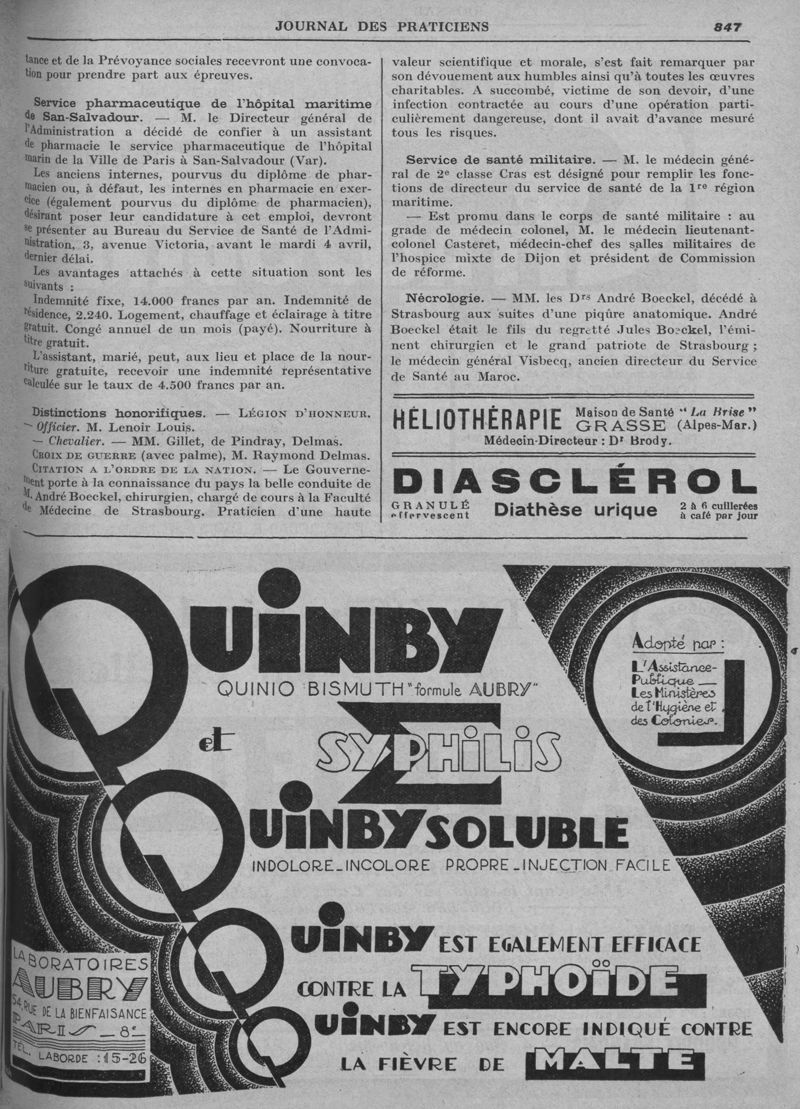 JOURNAL DES PRATICIENS 847
tance et de la Prévoyance sociales recevront une convoca-
tion pour prendre part aux épreuves.
Service pharmaceutique de l'hôpital maritime
de San-Salvadour. — M. le Directeur général de
l'Administration a décidé de confier à un assistant
de pharmacie le service pharmaceutique de l'hôpital
marin de la Ville de Paris à San-Salvadour (Var).
Les anciens internes, pourvus du diplôme de phar-
macien ou, à défaut, les internes en pharmacie en exer-
cice (également pourvus du diplôme de pharmacien),
désirant poser leur candidature à cet emploi, devront
se présenter au Bureau du Service de Santé de l'Admi-
nistration, 3, avenue Victoria, avant le mardi 4 avril,
dernier délai.
Les avantages attachés à cette situation sont les
suivants :
Indemnité fixe, 14.000 francs par an. Indemnité de
résidence, 2.240. Logement, chauffage et éclairage à titre
gratuit. Congé annuel de un mois (payé). Nourriture à
titre gratuit.
L'assistant, marié, peut, aux lieu et place de la nour-
riture gratuite, recevoir une indemnité représentative
calculée sur le taux de 4.500 francs par an.
Distinctions honorifiques. — LÉGION D'HONNEUR.
— Officier. M. Lenoir Louis.
— Chevalier. — MM. Gillet, de Pindray, Delmas.
CROIX DE GUERRE (avec palme), M. Raymond Delmas.
CITATION A L'ORDRE DE LA NATION. — Le Gouverne-
ment porte à la connaissance du pays la belle conduite de
M. André Boeckel, chirurgien, chargé de cours à la Faculté
de Médecine de Strasbourg. Praticien d'une haute
valeur scientifique et morale, s'est fait remarquer par
son dévouement aux humbles ainsi qu'à toutes les œuvres
charitables. A succombé, victime de son devoir, d'une
infection contractée au cours d'une opération parti-
culièrement dangereuse, dont il avait d'avance mesuré
tous les risques.
Service de santé militaire. — M. le médecin géné-
ral de 2e classe Cras est désigné pour remplir les fonc-
tions de directeur du service de santé de la 1re région
maritime.
— Est promu dans le corps de santé militaire : au
grade de médecin colonel, M. le médecin lieutenant-
colonel Casteret, médecin-chef des salles militaires de
l'hospice mixte de Dijon et président de Commission
de réforme.
Nécrologie. — MM. les Drs André Boeckel, décédé à
Strasbourg aux suites d'une piqûre anatomique. André
Boeckel était le fils du regretté Jules Boeckel, l'émi-
nent chirurgien et le grand patriote de Strasbourg ;
le médecin général Visbecq, ancien directeur du Service
de Santé au Maroc.
HÉLIOTHÉRAPIE Maison de Santé "La Brise"
GRASSE (Alpes-Mar.)
Médecin-Directeur : Dr Brody.
DIASCLÉROL
GRANULÉ
effervescent Diathèse urique 2 à 6 cuillerées
à café par jour
QUINBY
QUINIO BISMUTH "formule AUBRY"
et SYPHILIS
QUINBY SOLUBLE
INDOLORE_INCOLORE PROPRE_INJECTION FACILE
Adopté par :
L'Assistance-
Publique —
Les Ministères
de l'Hygiène et
des Colonies.
QUINBY EST EGALEMENT EFFICACE
CONTRE LA TYPHOÏDE
QUINBY EST ENCORE INDIQUÉ CONTRE
LA FIÈVRE DE MALTE
LABORATOIRES
AUBRY
54, RUE DE LA BIENFAISANCE
PARIS _ 8e
TEL. LABORDE : 15-26